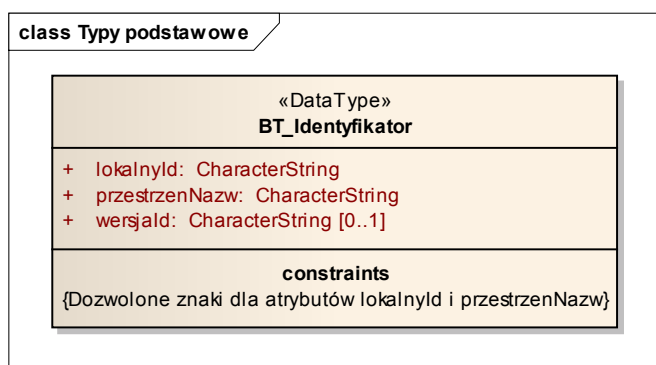 class Typy podstawowe
«DataType»
BT_Identyfikator
+ lokalnyId: CharacterString
+ przestrzenNazw: CharacterString
+ wersjaId: CharacterString [0..1]
constraints
{Dozwolone znaki dla atrybutów lokalnyId i przestrzenNazw}